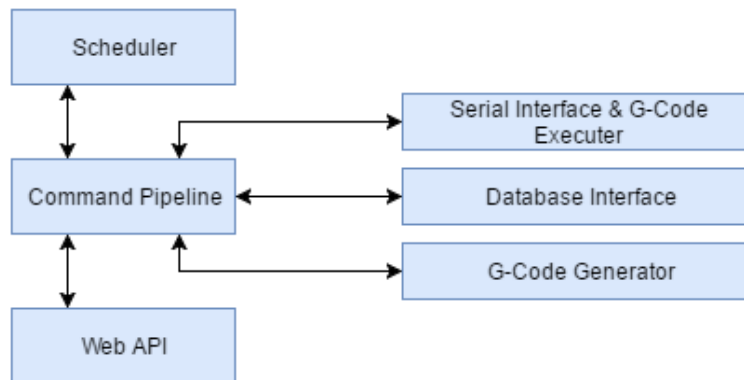 Scheduler
Serial Interface & G-Code
Executer
Command Pipeline
Database Interface
G-Code Generator
Web API